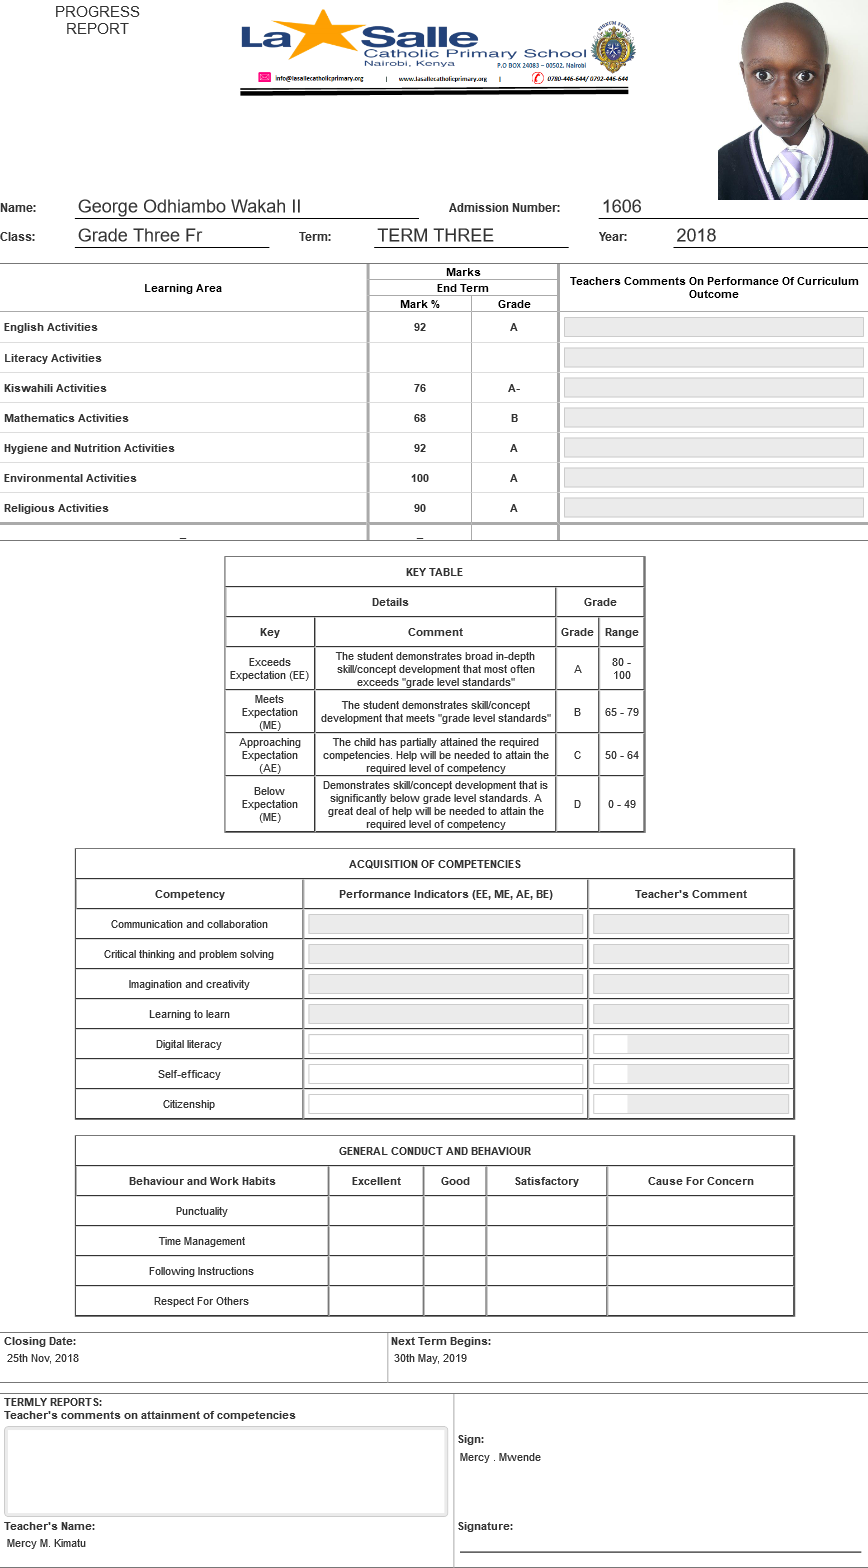 PROGRESS
REPORT
La Salle
Catholic Primary School
Nairobi, Kenya
P.O BOX 24083 – 00502, Nairobi
info@lasallecatholicprimary.org | www.lasallecatholicprimary.org | 0780-446-644/ 0792-446-644
Name: George Odhiambo Wakah II Admission Number: 1606
Class: Grade Three Fr Term: TERM THREE Year: 2018
Learning Area Marks Teachers Comments On Performance Of Curriculum Outcome
End Term
Mark % Grade
English Activities 92 A
Literacy Activities
Kiswahili Activities 76 A-
Mathematics Activities 68 B
Hygiene and Nutrition Activities 92 A
Environmental Activities 100 A
Religious Activities 90 A
_ _
KEY TABLE
Details Grade
Key Comment Grade Range
Exceeds Expectation (EE) The student demonstrates broad in-depth skill/concept development that most often exceeds "grade level standards" A 80 - 100
Meets Expectation (ME) The student demonstrates skill/concept development that meets "grade level standards" B 65 - 79
Approaching Expectation (AE) The child has partially attained the required competencies. Help will be needed to attain the required level of competency C 50 - 64
Below Expectation (ME) Demonstrates skill/concept development that is significantly below grade level standards. A great deal of help will be needed to attain the required level of competency D 0 - 49
ACQUISITION OF COMPETENCIES
Competency Performance Indicators (EE, ME, AE, BE) Teacher's Comment
Communication and collaboration
Critical thinking and problem solving
Imagination and creativity
Learning to learn
Digital literacy
Self-efficacy
Citizenship
GENERAL CONDUCT AND BEHAVIOUR
Behaviour and Work Habits Excellent Good Satisfactory Cause For Concern
Punctuality
Time Management
Following Instructions
Respect For Others
Closing Date: Next Term Begins:
25th Nov, 2018 30th May, 2019
TERMLY REPORTS:
Teacher's comments on attainment of competencies
Sign:
Mercy . Mwende
Teacher's Name: Signature:
Mercy M. Kimatu